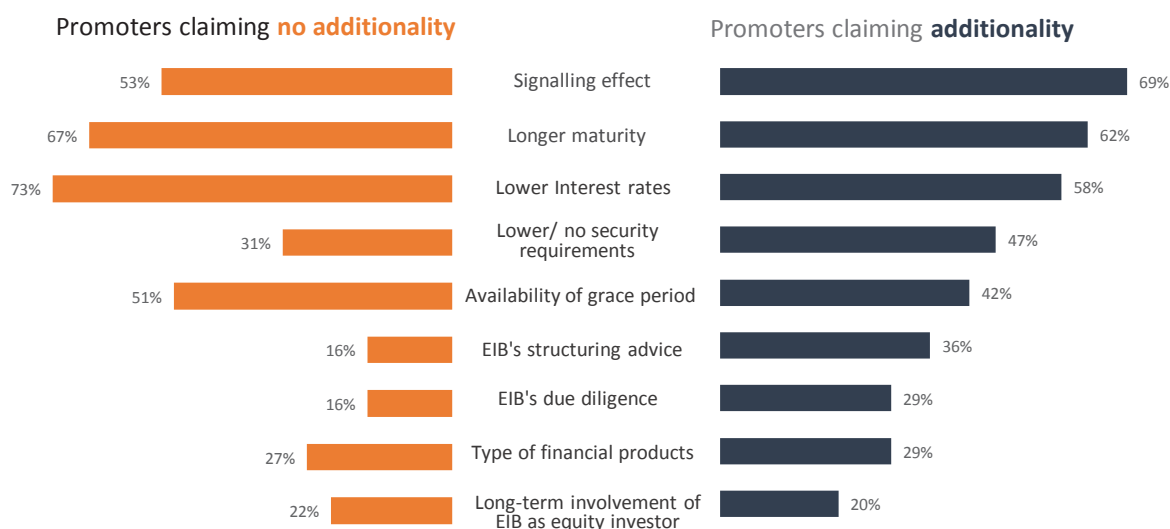 Promoters claiming no additionality
Promoters claiming additionality
53%
Signalling effect
69%
67%
Longer maturity
62%
73%
Lower Interest rates
58%
31%
Lower/ no security
requirements
47%
51%
Availability of grace period
42%
16%
EIB's structuring advice
36%
16%
EIB's due diligence
29%
27%
Type of financial products
29%
22%
Long-term involvement of
EIB as equity investor
20%